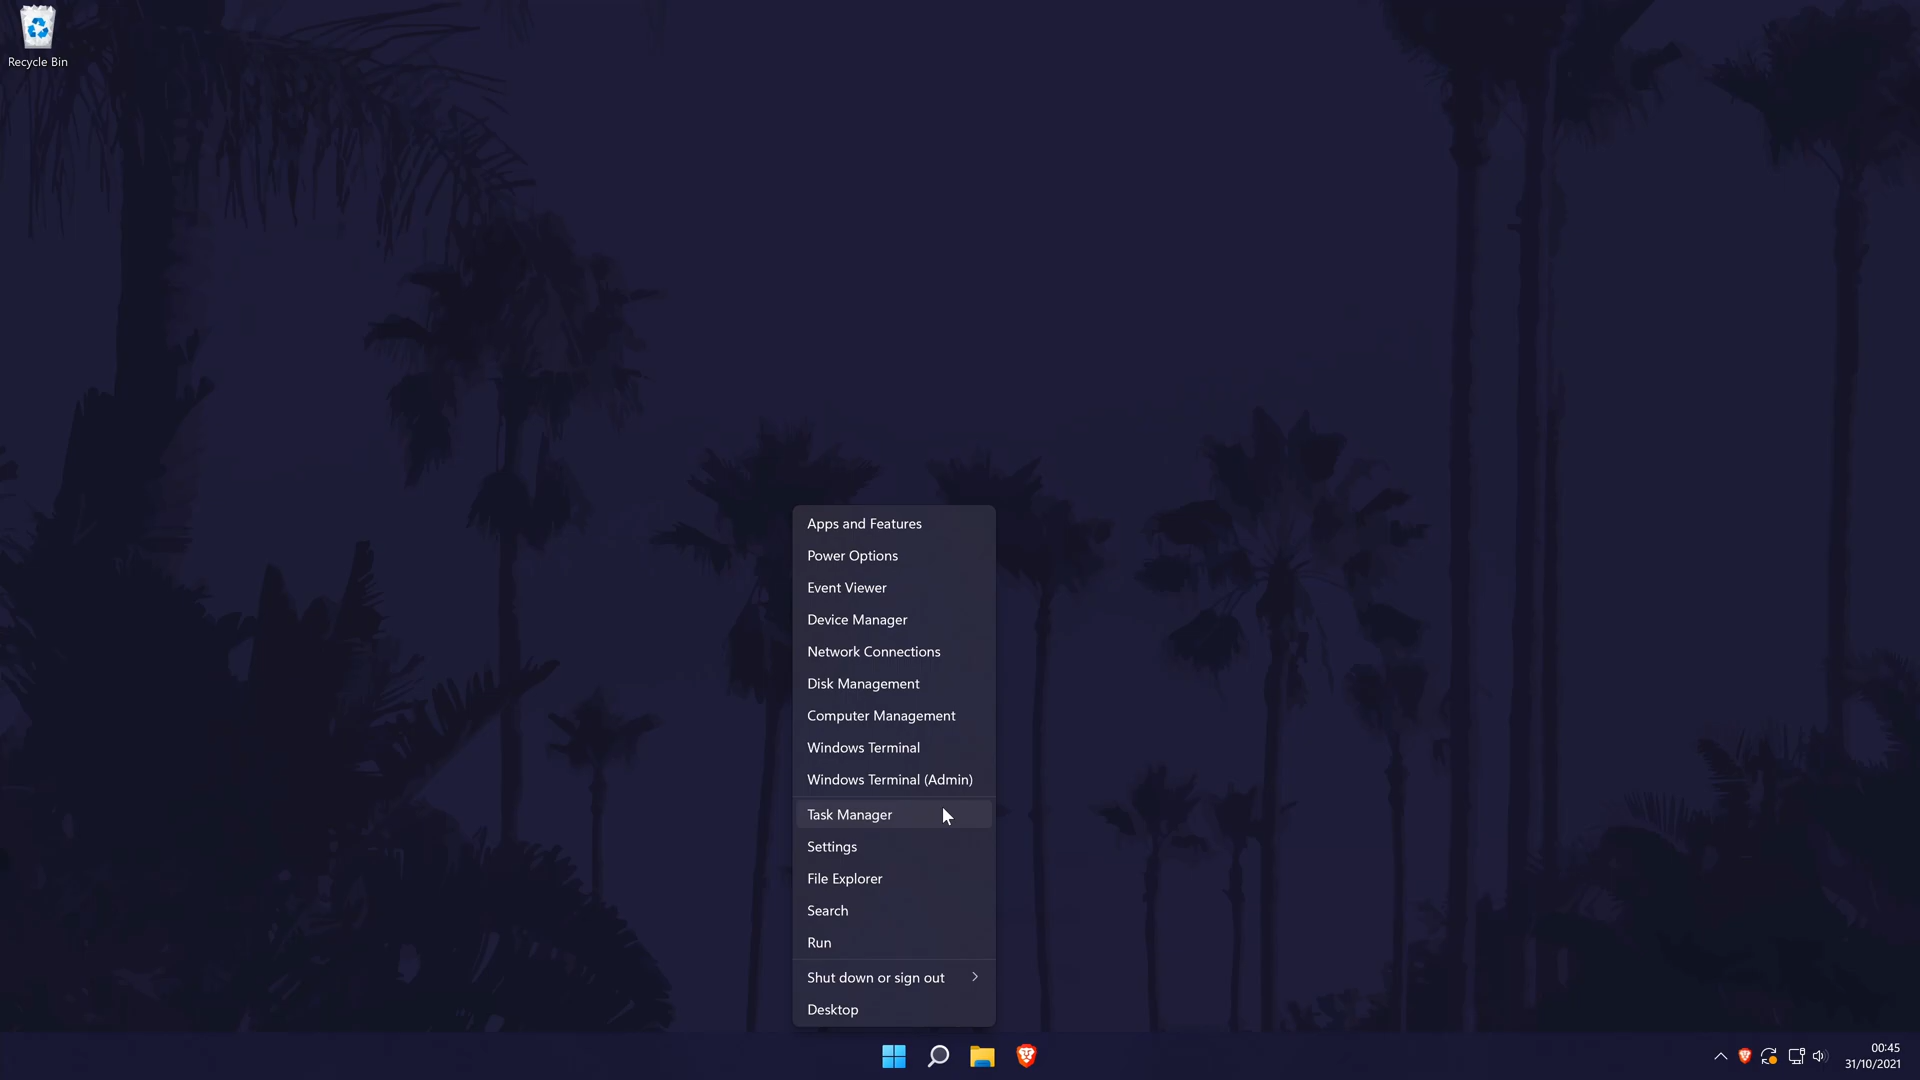 Recycle Bin
Apps and Features
Power Options
Event Viewer
Device Manager
Network Connections
Disk Management
Computer Management
Windows Terminal
Windows Terminal (Admin)
Task Manager
Settings
File Explorer
Search
Run
Shut down or sign out
Desktop
00:45
31/10/2021